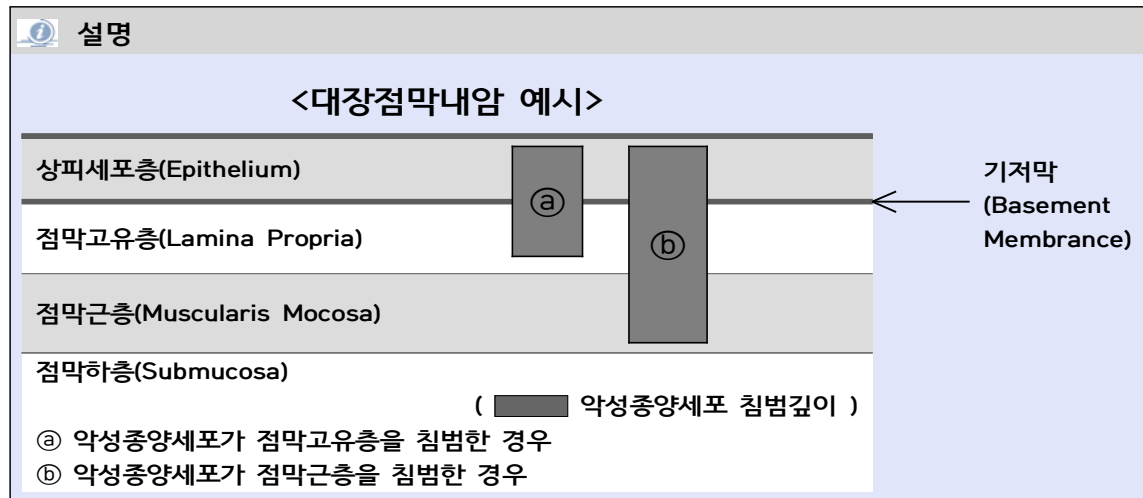 설명
<대장점막내암 예시>
상피세포층(Epithelium)
ⓐ
기저막
(Basement
Membrance)
점막고유층(Lamina Propria)
ⓑ
점막근층(Muscularis Mocosa)
점막하층(Submucosa)
( 악성종양세포 침범깊이 )
ⓐ 악성종양세포가 점막고유층을 침범한 경우
ⓑ 악성종양세포가 점막근층을 침범한 경우